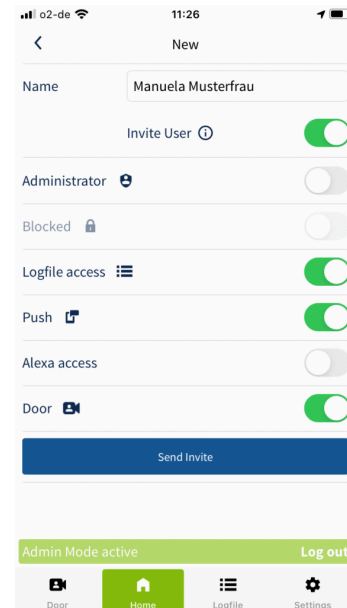 o2-de 11:26
New
Name Manuela Musterfrau
Invite User
Administrator
Blocked
Logfile access
Push
Alexa access
Door
Send Invite
Admin Mode active Log out
Door Home Logfile Settings